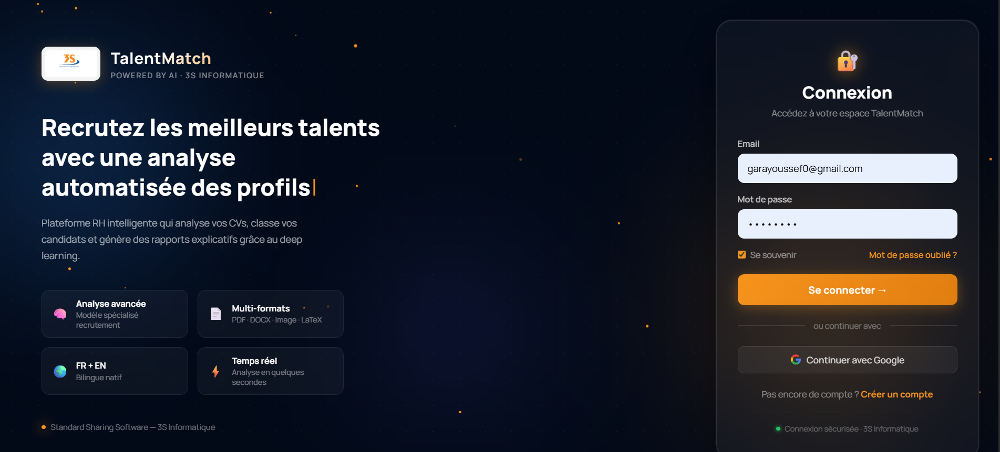 3S
TalentMatch
POWERED BY AI · 3S INFORMATIQUE
Recrutez les meilleurs talents
avec une analyse
automatisée des profils
Plateforme RH intelligente qui analyse vos CVs, classe vos
candidats et génère des rapports explicatifs grâce au deep
learning.
Analyse avancée
Modèle spécialisé
recrutement
Multi-formats
PDF · DOCX · Image · LaTeX
FR + EN
Bilingue natif
Temps réel
Analyse en quelques
secondes
Standard Sharing Software — 3S Informatique
Connexion
Accédez à votre espace TalentMatch
Email
garayoussef0@gmail.com
Mot de passe
••••••••
Se souvenir
Mot de passe oublié ?
Se connecter →
ou continuer avec
Continuer avec Google
Pas encore de compte ? Créer un compte
Connexion sécurisée · 3S Informatique